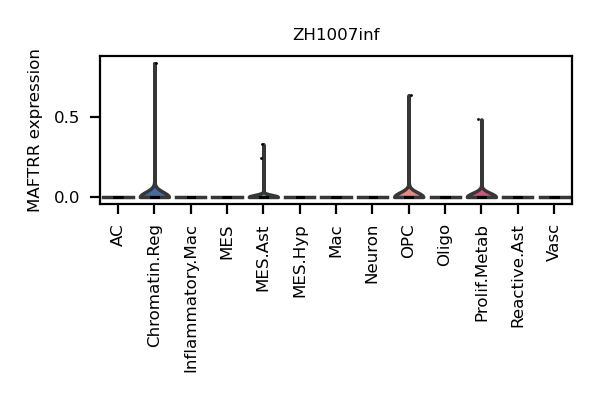 ZH1007inf
MAFTRR expression
0.5
0.0
AC
Chromatin.Reg
Inflammatory.Mac
MES
MES.Ast
MES.Hyp
Mac
Neuron
OPC
Oligo
Prolif.Metab
Reactive.Ast
Vasc